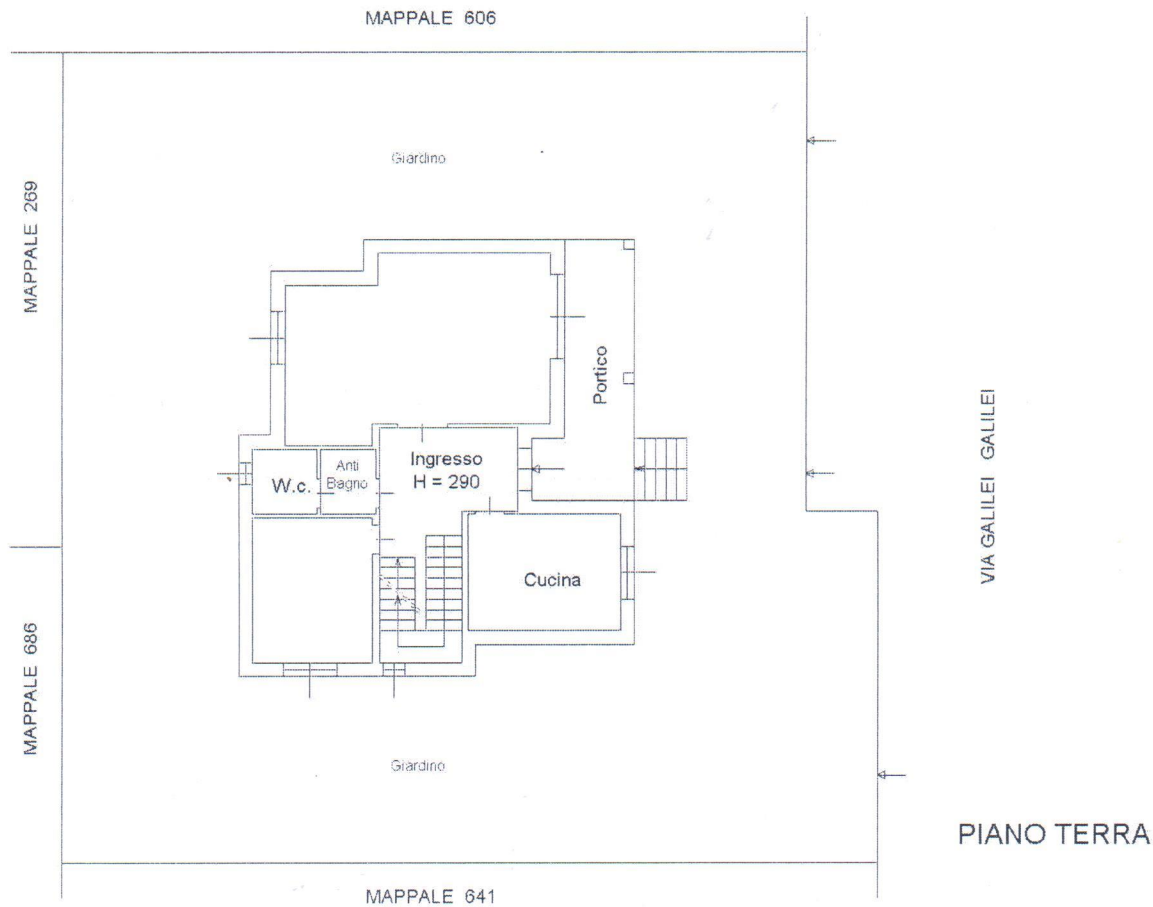 MAPPALE 606
Giardino
MAPPALE 269
Portico
Ingresso
H = 290
Anti
Bagno
W.c.
VIA GALILEI GALILEI
Cucina
MAPPALE 686
Giardino
PIANO TERRA
MAPPALE 641